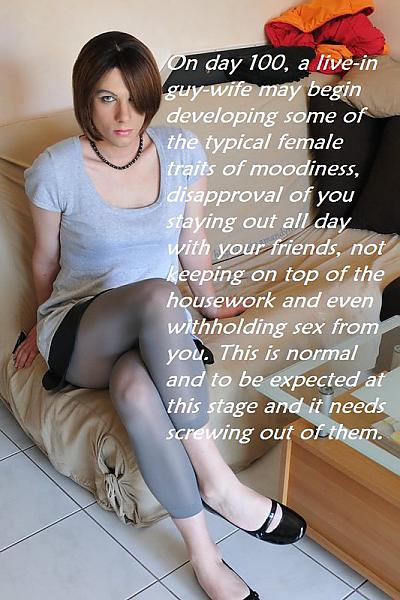 On day 100, a live-in
guy-wife may begin
developing some of
the typical female
traits of moodiness,
disapproval of you
staying out all day
with your friends, not
keeping on top of the
housework and even
withholding sex from
you. This is normal
and to be expected at
this stage and it needs
screwing out of them.